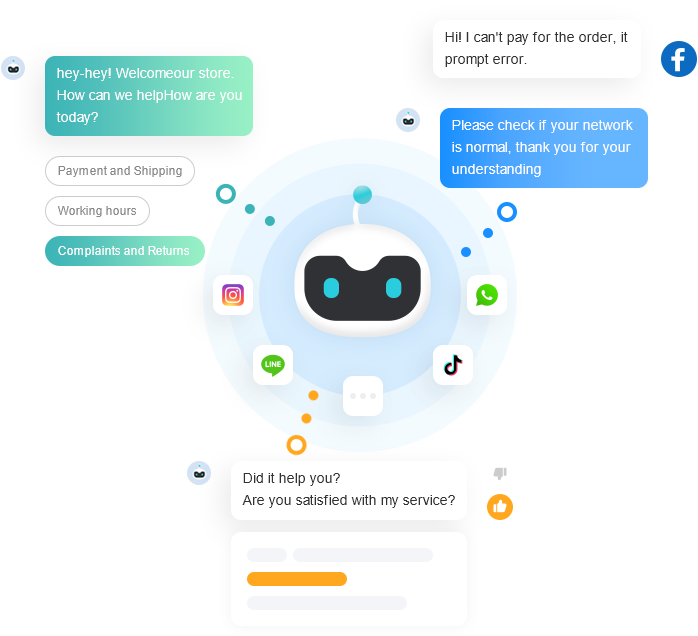 Hi! I can't pay for the order, it
prompt error.
hey-hey! Welcomeour store.
How can we helpHow are you
today?
Please check if your network
is normal, thank you for your
understanding
Payment and Shipping
Working hours
Complaints and Returns
LINE
Did it help you?
Are you satisfied with my service?